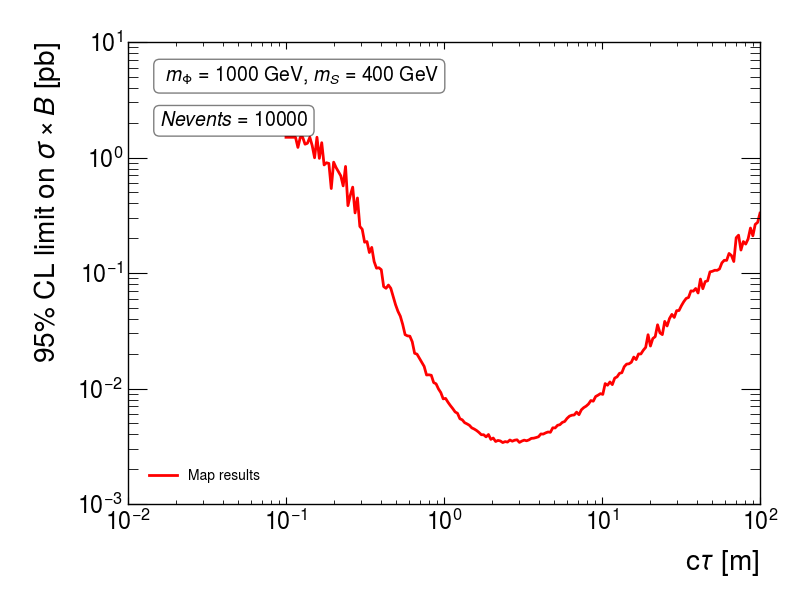 10¹
10⁰
10⁻¹
10⁻²
10⁻³
95% CL limit on σ × B [pb]
m_Φ = 1000 GeV, m_S = 400 GeV
Nevents = 10000
Map results
10⁻² 10⁻¹ 10⁰ 10¹ 10²
cτ [m]